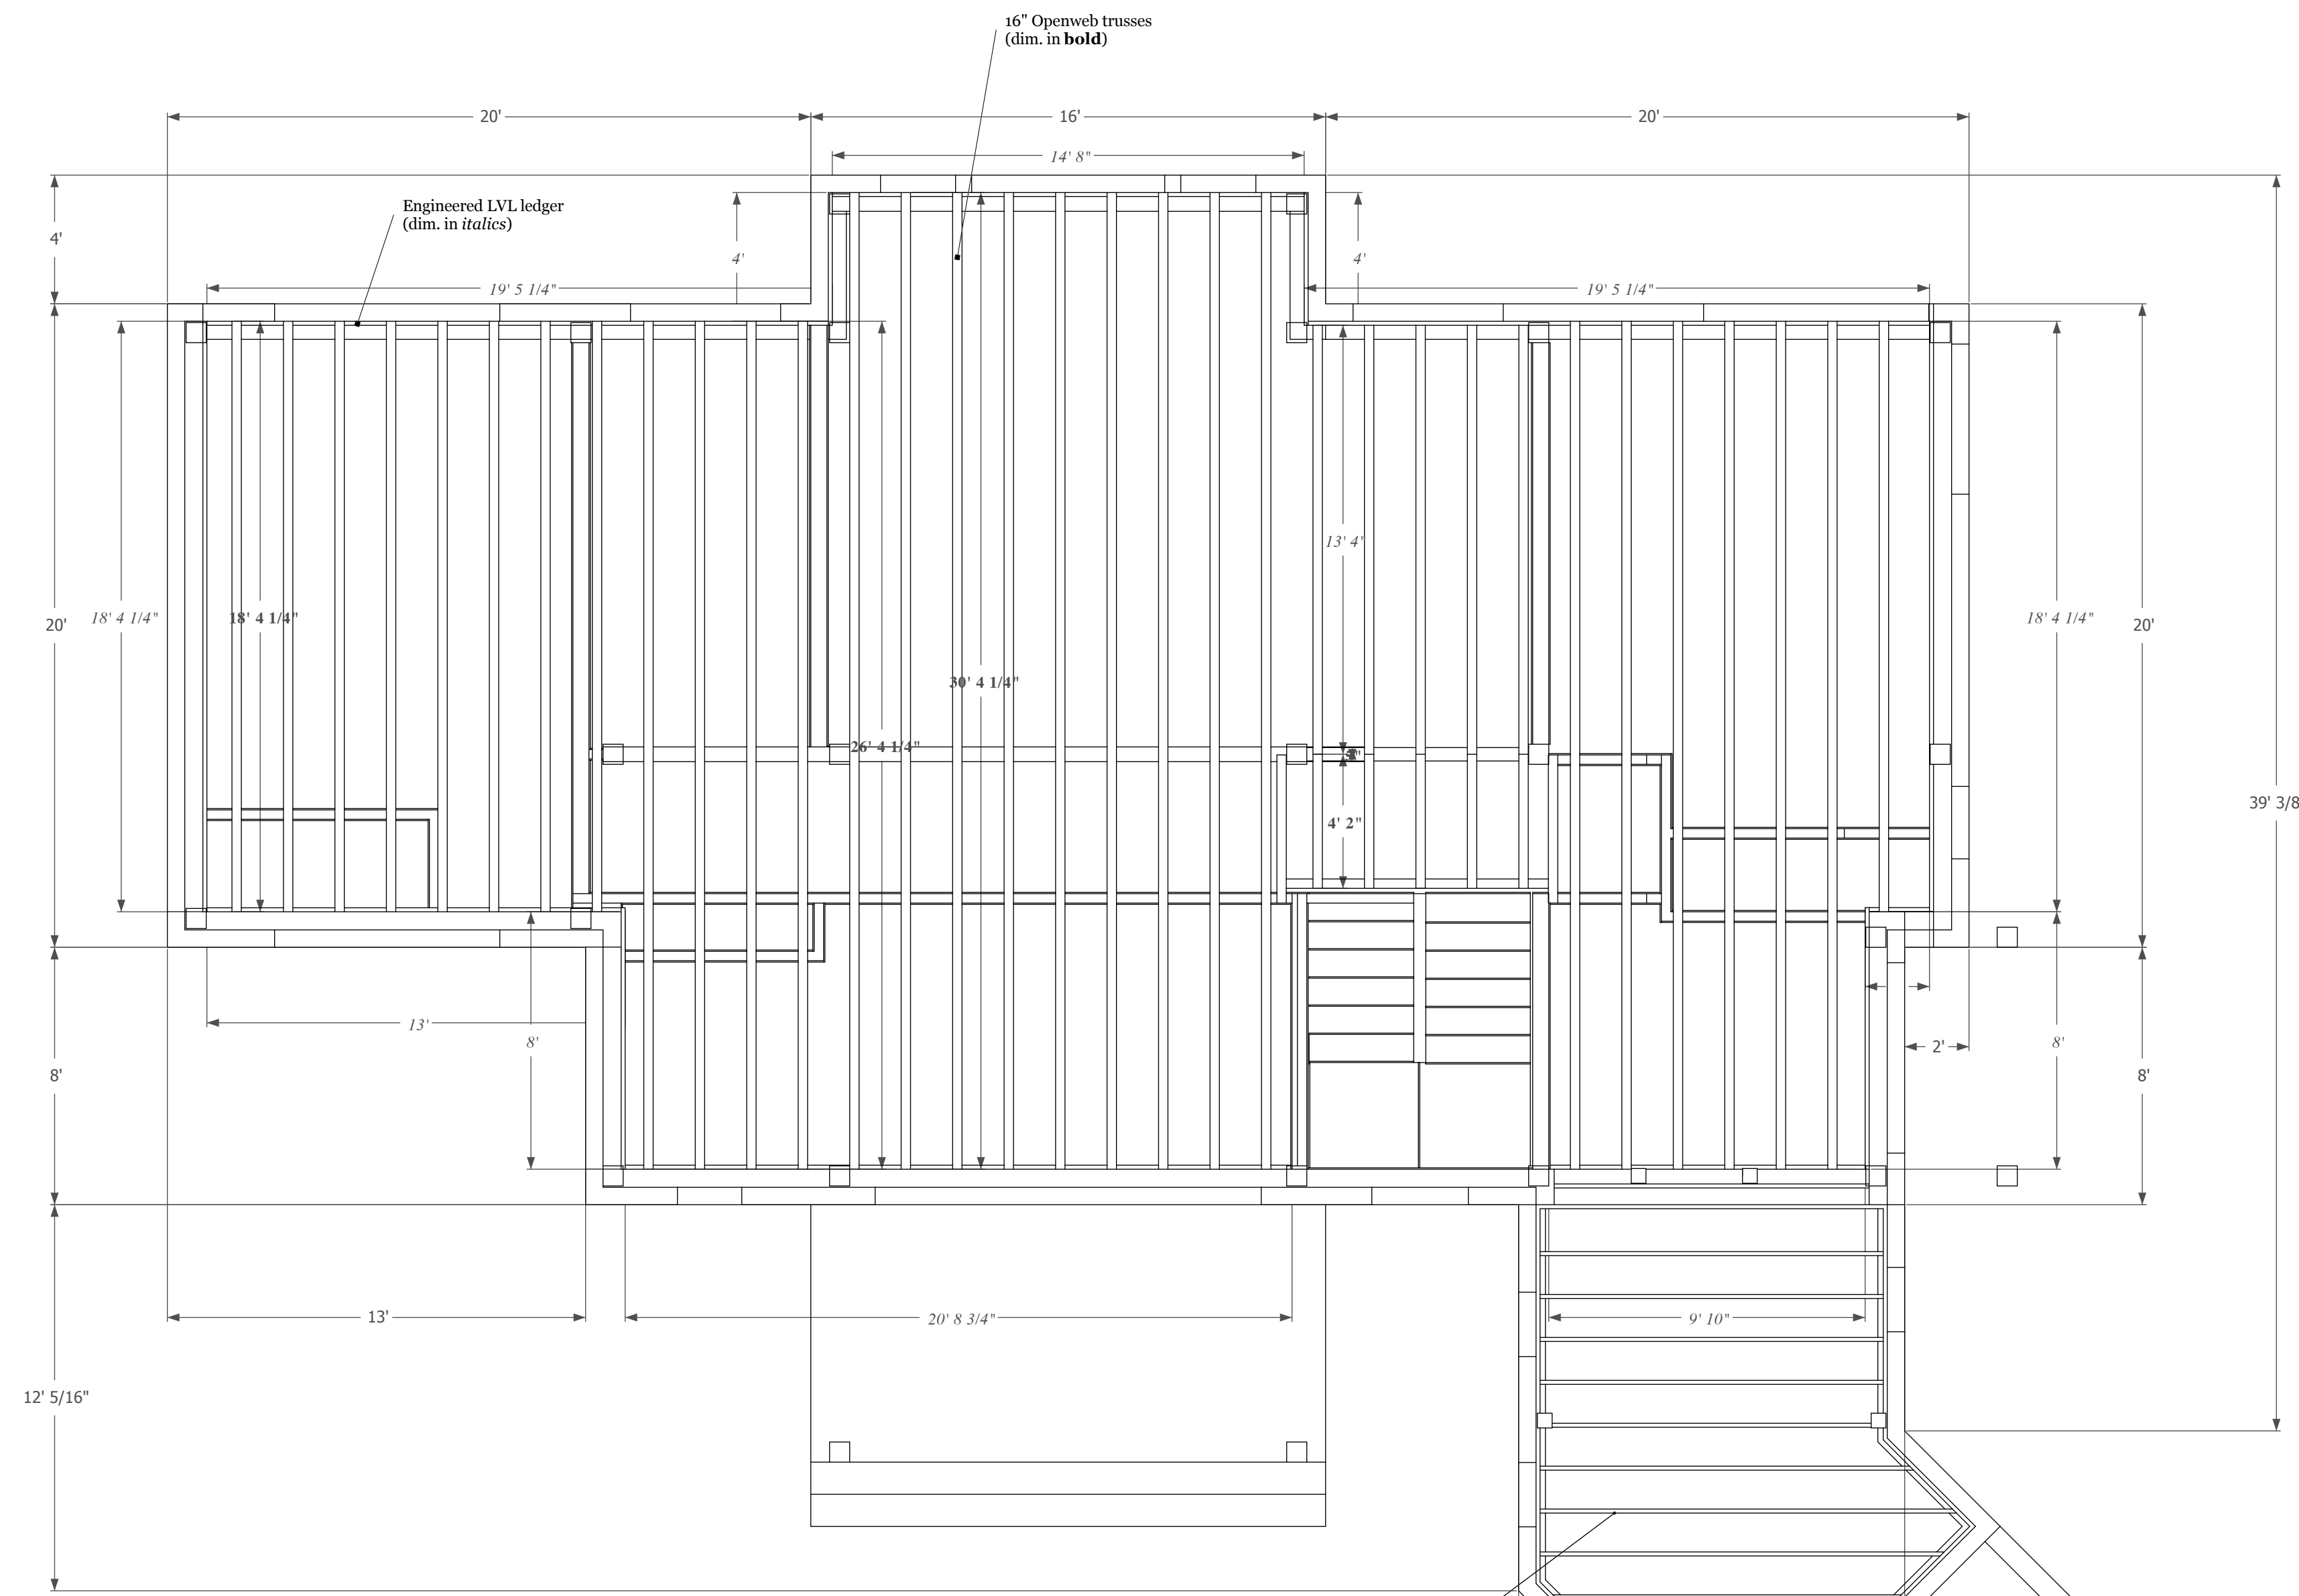 16" Openweb trusses
(dim. in bold)
20'
16'
20'
14' 8"
Engineered LVL ledger
(dim. in italics)
4'
4'
4'
19' 5 1/4"
19' 5 1/4"
13' 4'
18' 4 1/4"
18' 4 1/4"
18' 4 1/4"
20'
20'
30' 4 1/4"
26' 4 1/4"
39' 3/8
4' 2"
13'
8'
8'
2'
8'
8'
13'
20' 8 3/4"
9' 10"
12' 5/16"